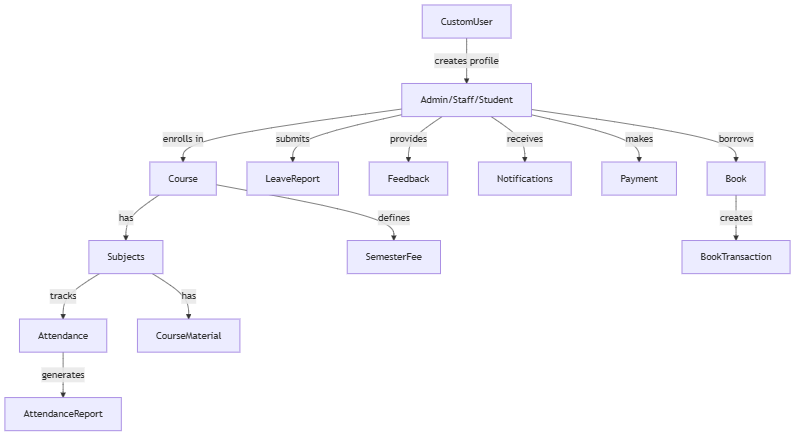 CustomUser
creates profile
Admin/Staff/Student
enrolls in
submits
provides
receives
makes
borrows
Course
LeaveReport
Feedback
Notifications
Payment
Book
has
defines
creates
Subjects
SemesterFee
BookTransaction
tracks
has
Attendance
CourseMaterial
generates
AttendanceReport